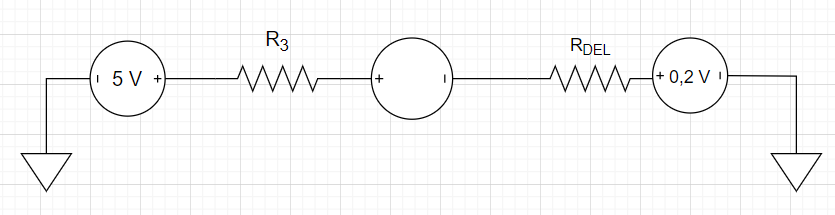 R3
RDEL
- 5 V +
+ -
+ 0,2 V -